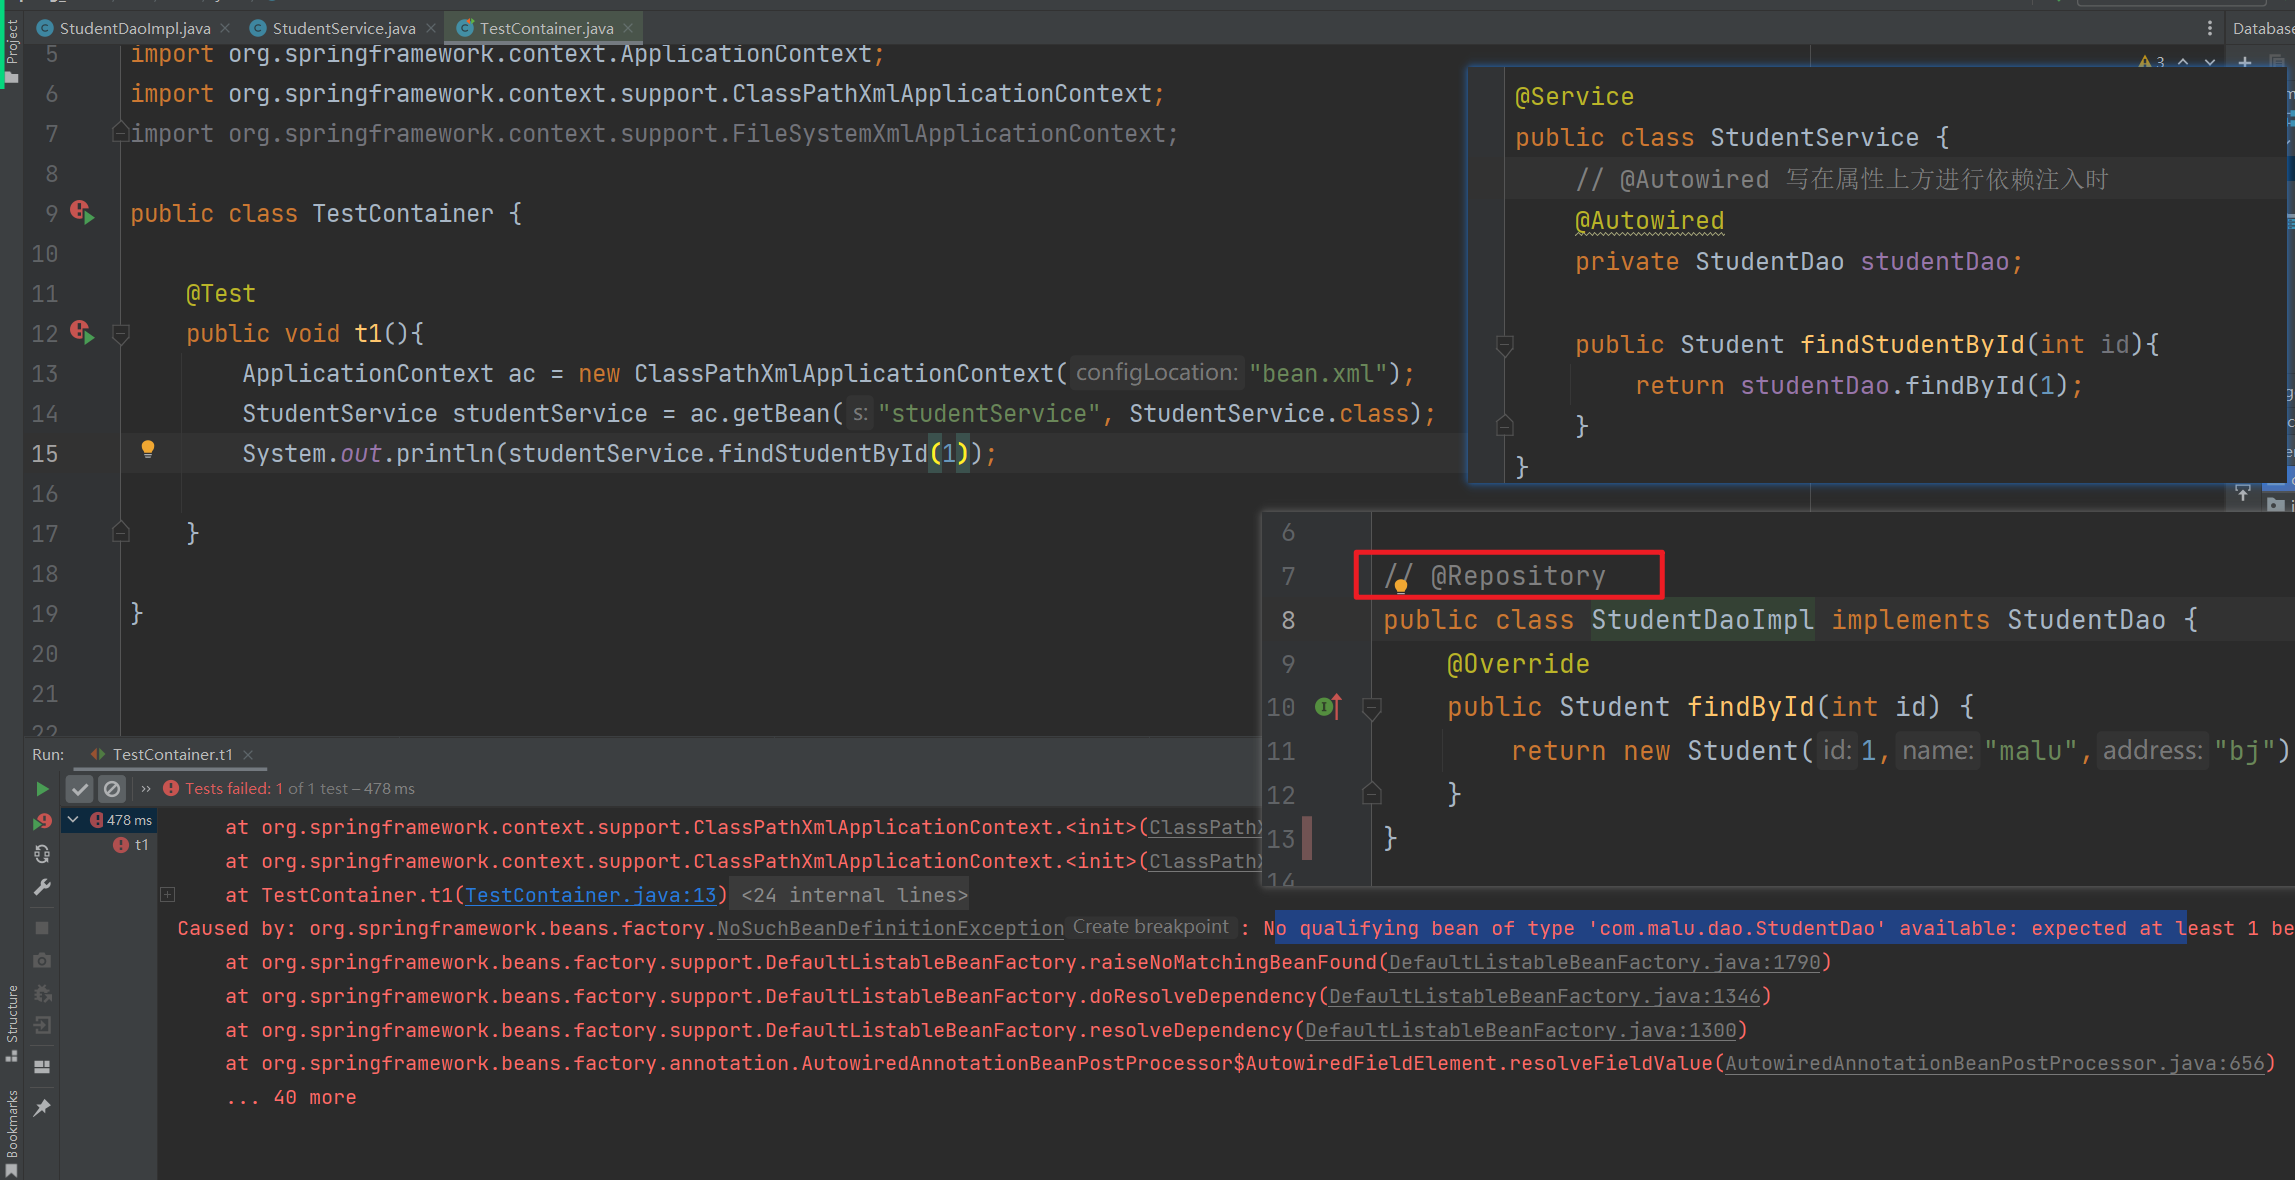 StudentDaoImpl.java
StudentService.java
TestContainer.java
Database
Project
5 import org.springframework.context.ApplicationContext;
6 import org.springframework.context.support.ClassPathXmlApplicationContext;
7 import org.springframework.context.support.FileSystemXmlApplicationContext;
8
9 public class TestContainer {
10
11 @Test
12 public void t1(){
13 ApplicationContext ac = new ClassPathXmlApplicationContext( configLocation: "bean.xml");
14 StudentService studentService = ac.getBean( s: "studentService", StudentService.class);
15 System.out.println(studentService.findStudentById(1));
16
17 }
18
19 }
20
21
22
3
@Service
public class StudentService {
// @Autowired 写在属性上方进行依赖注入时
@Autowired
private StudentDao studentDao;
public Student findStudentById(int id){
return studentDao.findById(1);
}
}
6
7 // @Repository
8 public class StudentDaoImpl implements StudentDao {
9 @Override
10 public Student findById(int id) {
11 return new Student( id: 1, name: "malu", address: "bj")
12 }
13 }
14
Run: TestContainer.t1
Tests failed: 1 of 1 test – 478 ms
478 ms
t1
at org.springframework.context.support.ClassPathXmlApplicationContext.<init>(ClassPathX
at org.springframework.context.support.ClassPathXmlApplicationContext.<init>(ClassPathX
at TestContainer.t1(TestContainer.java:13) <24 internal lines>
Caused by: org.springframework.beans.factory.NoSuchBeanDefinitionException Create breakpoint : No qualifying bean of type 'com.malu.dao.StudentDao' available: expected at least 1 be
at org.springframework.beans.factory.support.DefaultListableBeanFactory.raiseNoMatchingBeanFound(DefaultListableBeanFactory.java:1790)
at org.springframework.beans.factory.support.DefaultListableBeanFactory.doResolveDependency(DefaultListableBeanFactory.java:1346)
at org.springframework.beans.factory.support.DefaultListableBeanFactory.resolveDependency(DefaultListableBeanFactory.java:1300)
at org.springframework.beans.factory.annotation.AutowiredAnnotationBeanPostProcessor$AutowiredFieldElement.resolveFieldValue(AutowiredAnnotationBeanPostProcessor.java:656)
... 40 more
Structure
Bookmarks